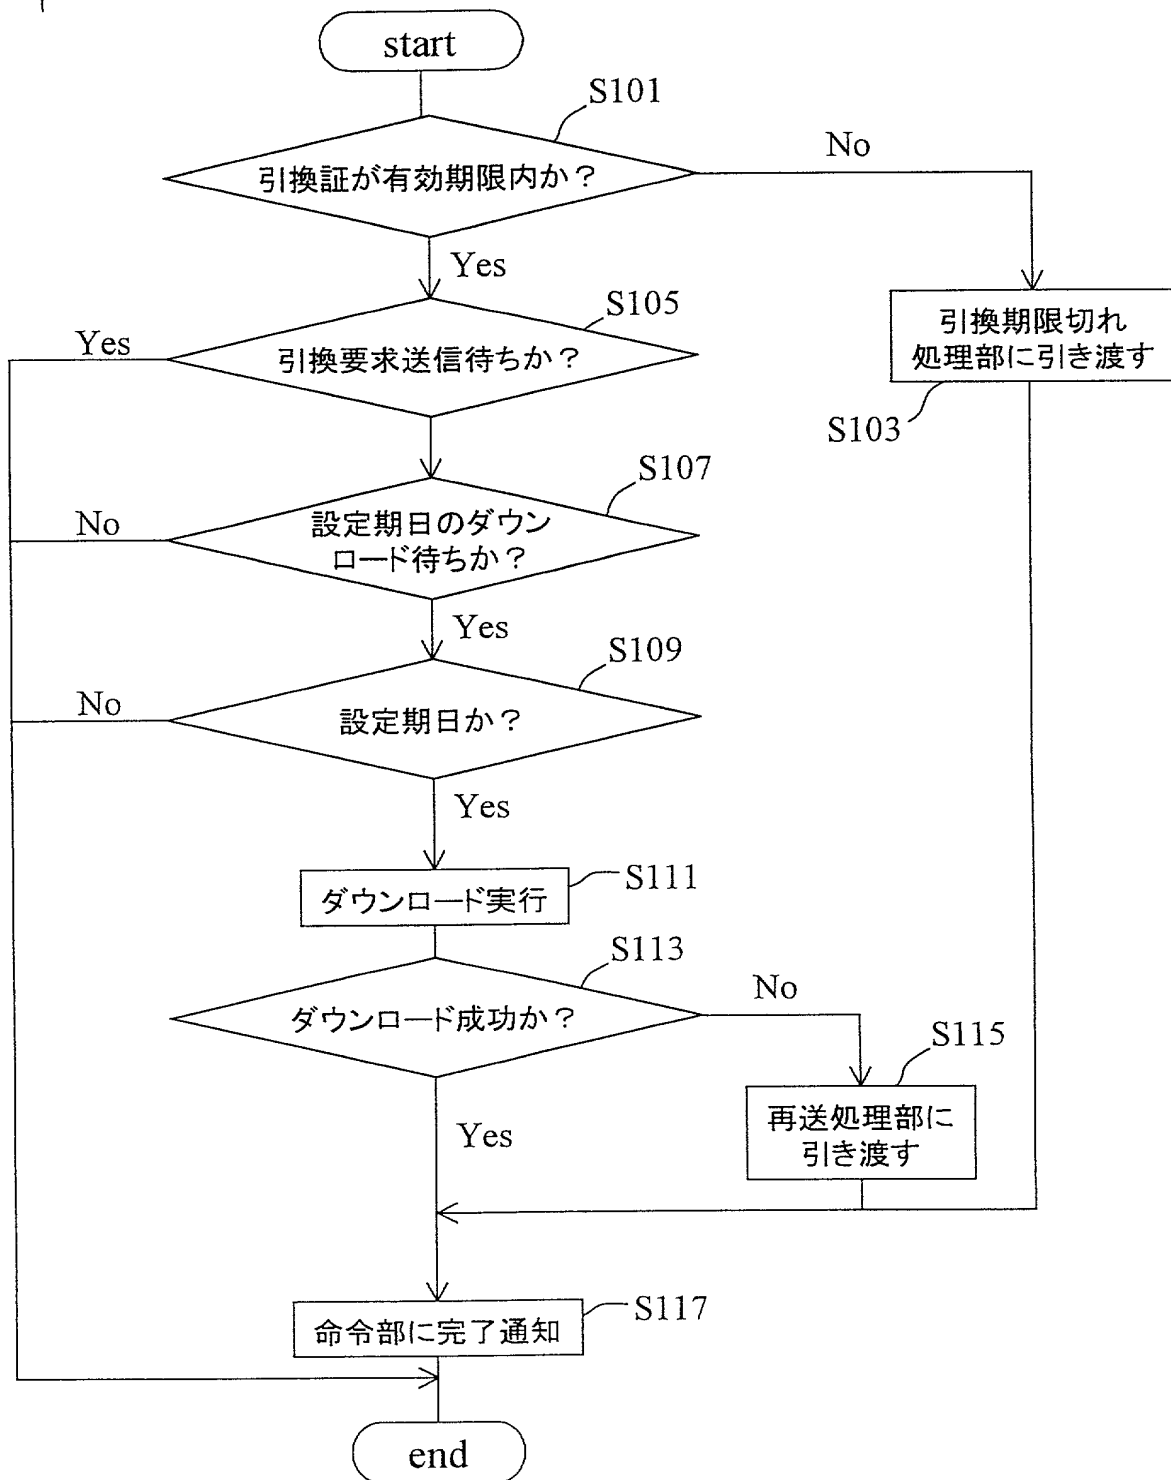 start
S101
引換証が有効期限内か？
No
Yes
S105
Yes
引換要求送信待ちか？
引換期限切れ
処理部に引き渡す
S103
S107
No
設定期日のダウン
ロード待ちか？
Yes
S109
No
設定期日か？
Yes
S111
ダウンロード実行
S113
ダウンロード成功か？
No
S115
再送処理部に
引き渡す
Yes
S117
命令部に完了通知
end